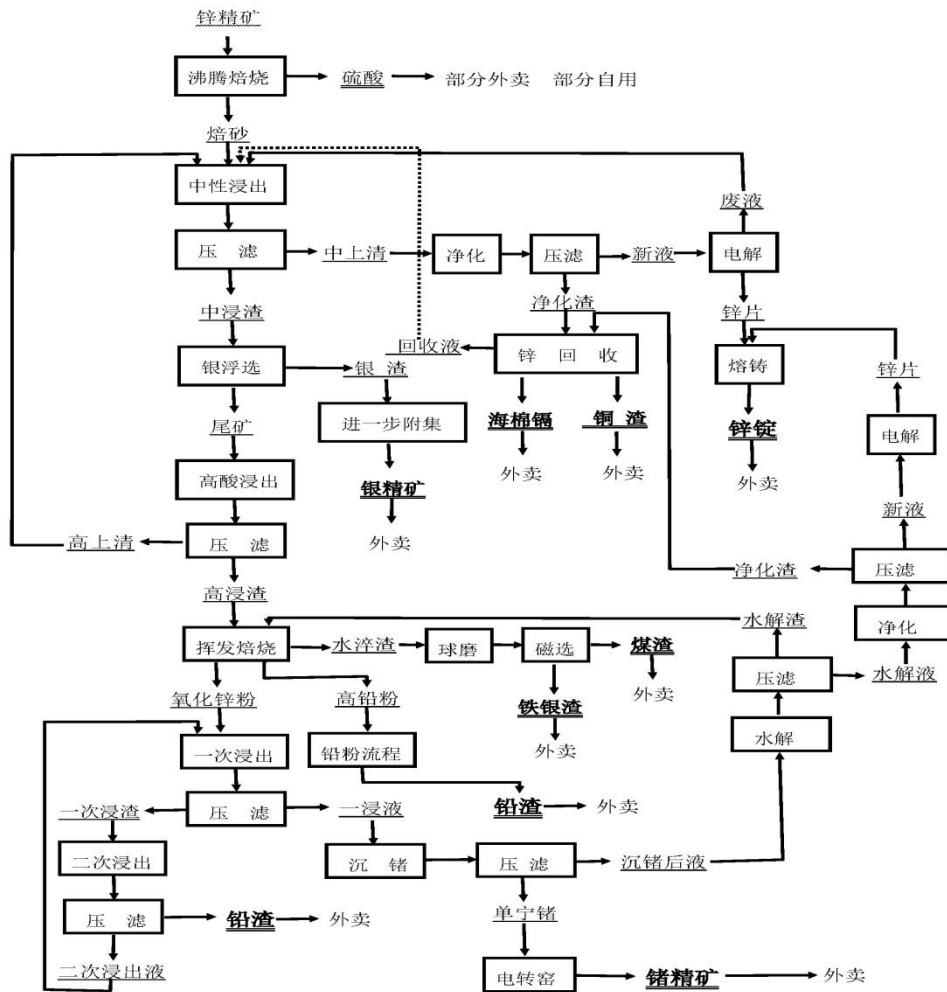 锌精矿
沸腾焙烧 硫酸 部分外卖 部分自用
焙砂
中性浸出 废液
压 滤 中上清 净化 压滤 新液 电解
中浸渣 净化渣 锌片
银浮选 银 渣 回收液 锌 回 收 熔铸 锌片
尾矿 进一步附集 海棉镉 铜 渣 锌锭 电解
高酸浸出 银精矿 外卖 外卖 外卖 新液
高上清 压 滤 外卖 净化渣 压滤
高浸渣 水解渣 净化
挥发焙烧 水淬渣 球磨 磁选 煤渣 压滤 水解液
氧化锌粉 高铅粉 铁银渣 外卖
一次浸出 铅粉流程 外卖 水解
一次浸渣 压 滤 一浸液 铅渣 外卖
二次浸出 沉 锗 压 滤 沉锗后液
压 滤 铅渣 外卖 单宁锗
二次浸出液 电转窑 锗精矿 外卖